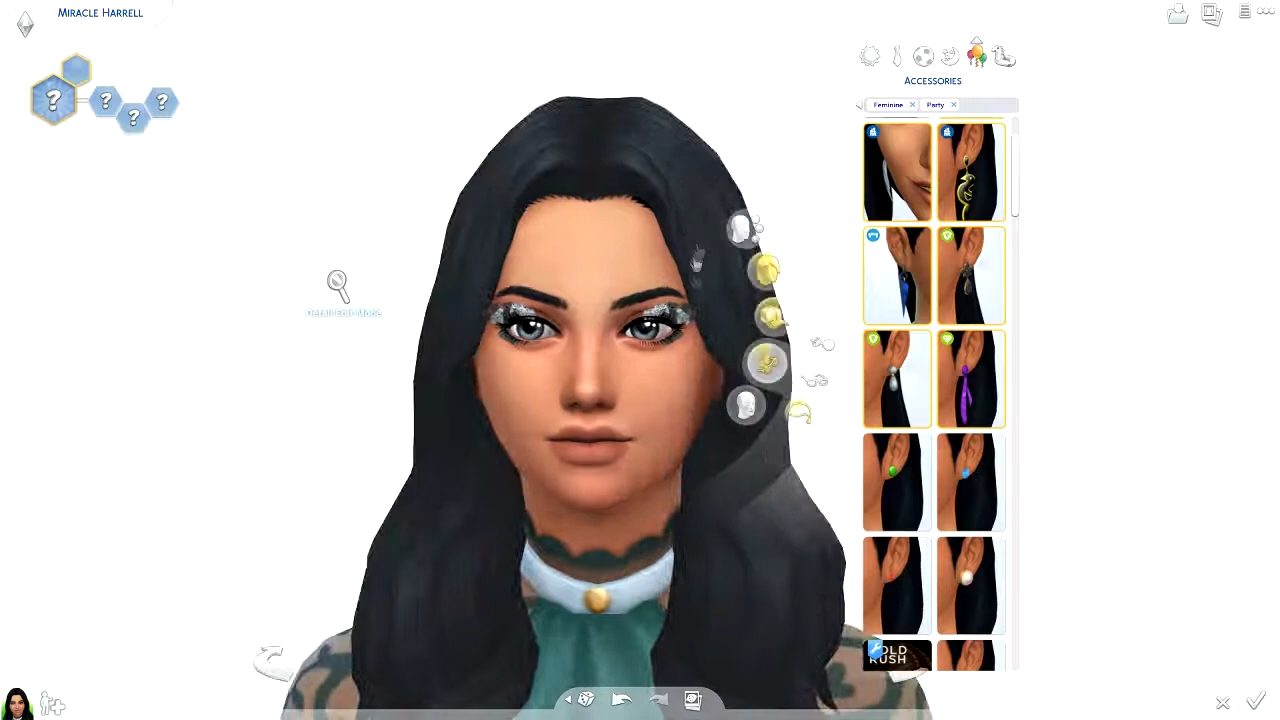 Miracle Harrell
Accessories
Feminine
Party
Detail Edit Mode
? ? ? ?
GOLD
RUSH